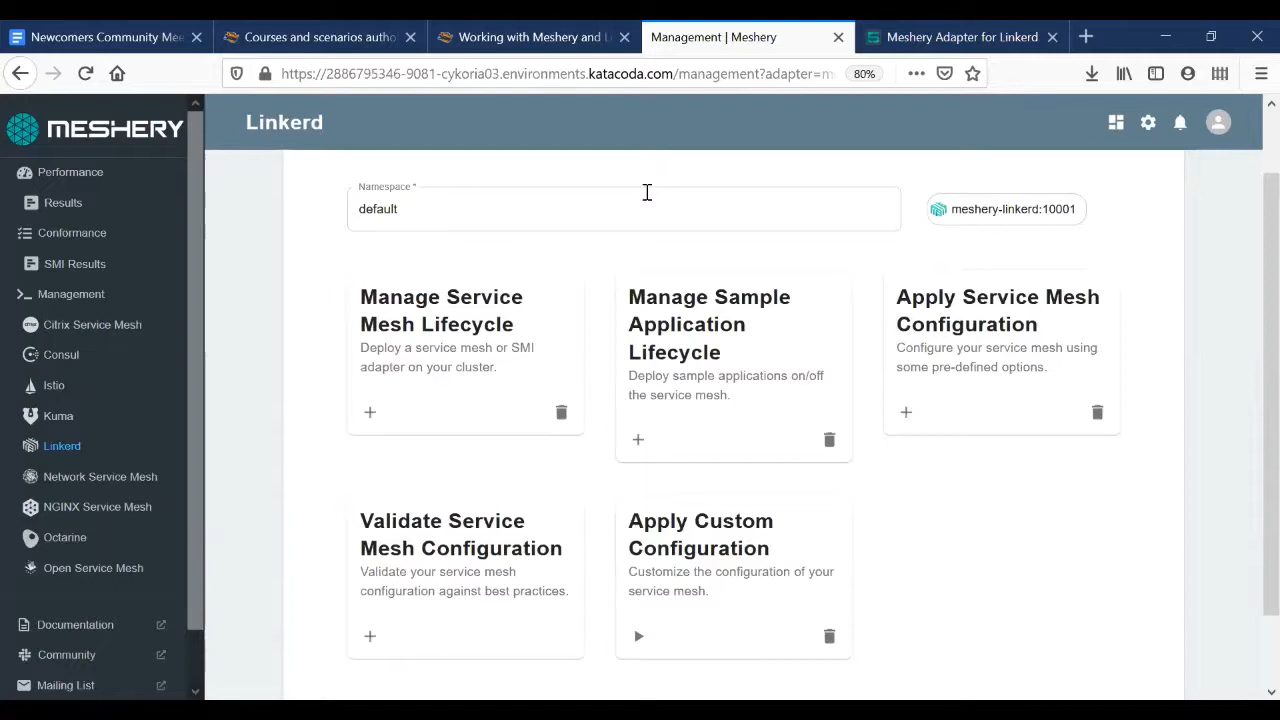 Newcomers Community Mee
Courses and scenarios autho
Working with Meshery and L
Management | Meshery
Meshery Adapter for Linkerd
https://2886795346-9081-cykoria03.environments.katacoda.com/management?adapter=m
80%
MESHERY
Linkerd
Performance
Results
Conformance
SMI Results
Management
Citrix Service Mesh
Consul
Istio
Kuma
Linkerd
Network Service Mesh
NGINX Service Mesh
Octarine
Open Service Mesh
Documentation
Community
Mailing List
Namespace *
default
meshery-linkerd:10001
Manage Service
Mesh Lifecycle
Deploy a service mesh or SMI
adapter on your cluster.
Manage Sample
Application
Lifecycle
Deploy sample applications on/off
the service mesh.
Apply Service Mesh
Configuration
Configure your service mesh using
some pre-defined options.
Validate Service
Mesh Configuration
Validate your service mesh
configuration against best practices.
Apply Custom
Configuration
Customize the configuration of your
service mesh.